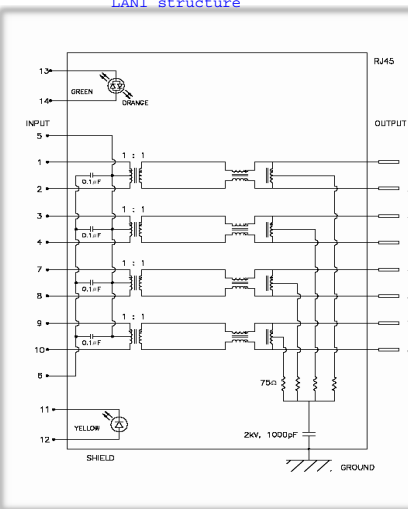 LAN1 structure
RJ45
13
GREEN
ORANGE
14
INPUT
OUTPUT
5
1
1 : 1
0.1µF
2
3
1 : 1
0.1µF
4
7
1 : 1
0.1µF
8
9
1 : 1
0.1µF
10
6
75Ω
11
YELLOW
12
2kV, 1000pF
SHIELD
GROUND